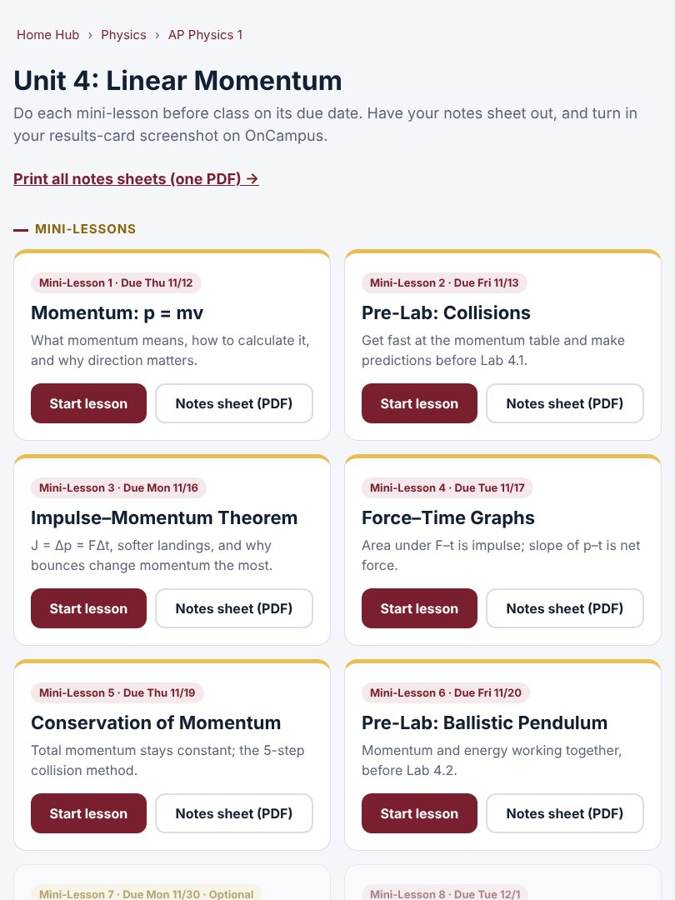 Home Hub › Physics › AP Physics 1
Unit 4: Linear Momentum
Do each mini-lesson before class on its due date. Have your notes sheet out, and turn in
your results-card screenshot on OnCampus.
Print all notes sheets (one PDF) →
MINI-LESSONS
Mini-Lesson 1 · Due Thu 11/12
Momentum: p = mv
What momentum means, how to calculate it,
and why direction matters.
Start lesson
Notes sheet (PDF)
Mini-Lesson 2 · Due Fri 11/13
Pre-Lab: Collisions
Get fast at the momentum table and make
predictions before Lab 4.1.
Start lesson
Notes sheet (PDF)
Mini-Lesson 3 · Due Mon 11/16
Impulse–Momentum Theorem
J = Δp = FΔt, softer landings, and why
bounces change momentum the most.
Start lesson
Notes sheet (PDF)
Mini-Lesson 4 · Due Tue 11/17
Force–Time Graphs
Area under F–t is impulse; slope of p–t is net
force.
Start lesson
Notes sheet (PDF)
Mini-Lesson 5 · Due Thu 11/19
Conservation of Momentum
Total momentum stays constant; the 5-step
collision method.
Start lesson
Notes sheet (PDF)
Mini-Lesson 6 · Due Fri 11/20
Pre-Lab: Ballistic Pendulum
Momentum and energy working together,
before Lab 4.2.
Start lesson
Notes sheet (PDF)
Mini-Lesson 7 · Due Mon 11/30 · Optional
Mini-Lesson 8 · Due Tue 12/1